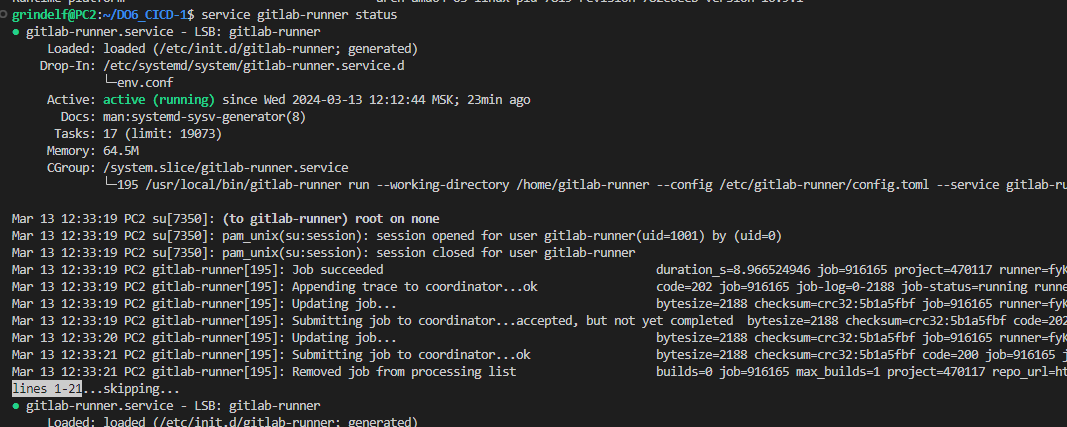 grindelf@PC2:~/DO6_CICD-1$ service gitlab-runner status
● gitlab-runner.service - LSB: gitlab-runner
     Loaded: loaded (/etc/init.d/gitlab-runner; generated)
    Drop-In: /etc/systemd/system/gitlab-runner.service.d
             └─env.conf
     Active: active (running) since Wed 2024-03-13 12:12:44 MSK; 23min ago
       Docs: man:systemd-sysv-generator(8)
      Tasks: 17 (limit: 19073)
     Memory: 64.5M
     CGroup: /system.slice/gitlab-runner.service
             └─195 /usr/local/bin/gitlab-runner run --working-directory /home/gitlab-runner --config /etc/gitlab-runner/config.toml --service gitlab-ru
Mar 13 12:33:19 PC2 su[7350]: (to gitlab-runner) root on none
Mar 13 12:33:19 PC2 su[7350]: pam_unix(su:session): session opened for user gitlab-runner(uid=1001) by (uid=0)
Mar 13 12:33:19 PC2 su[7350]: pam_unix(su:session): session closed for user gitlab-runner
Mar 13 12:33:19 PC2 gitlab-runner[195]: Job succeeded duration_s=8.966524946 job=916165 project=470117 runner=fyK
Mar 13 12:33:19 PC2 gitlab-runner[195]: Appending trace to coordinator...ok code=202 job=916165 job-log=0-2188 job-status=running runne
Mar 13 12:33:19 PC2 gitlab-runner[195]: Updating job... bytesize=2188 checksum=crc32:5b1a5fbf job=916165 runner=fyK
Mar 13 12:33:19 PC2 gitlab-runner[195]: Submitting job to coordinator...accepted, but not yet completed bytesize=2188 checksum=crc32:5b1a5fbf code=202
Mar 13 12:33:20 PC2 gitlab-runner[195]: Updating job... bytesize=2188 checksum=crc32:5b1a5fbf job=916165 runner=fyK
Mar 13 12:33:21 PC2 gitlab-runner[195]: Submitting job to coordinator...ok bytesize=2188 checksum=crc32:5b1a5fbf code=200 job=916165 j
Mar 13 12:33:21 PC2 gitlab-runner[195]: Removed job from processing list builds=0 job=916165 max_builds=1 project=470117 repo_url=ht
lines 1-21...skipping...
● gitlab-runner.service - LSB: gitlab-runner
     Loaded: loaded (/etc/init.d/gitlab-runner; generated)